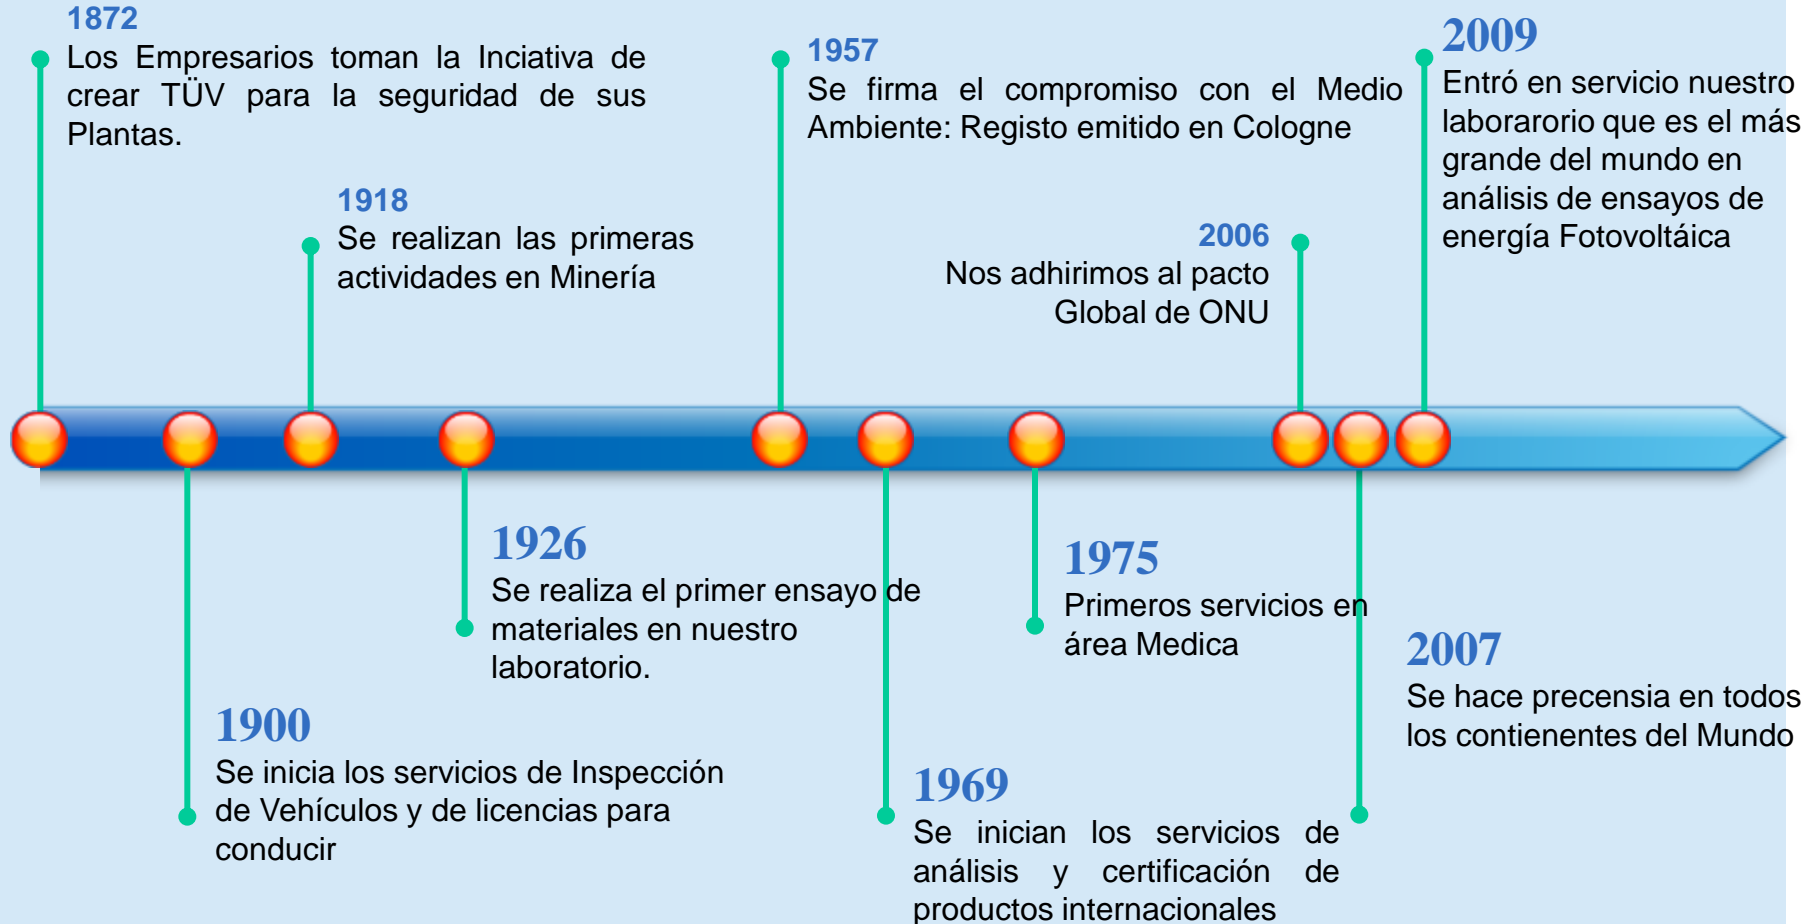 1872
Los Empresarios toman la Inciativa de
crear TÜV para la seguridad de sus
Plantas.
1918
Se realizan las primeras
actividades en Minería
1957
Se firma el compromiso con el Medio
Ambiente: Registo emitido en Cologne
2006
Nos adhirimos al pacto
Global de ONU
2009
Entró en servicio nuestro
laborarorio que es el más
grande del mundo en
análisis de ensayos de
energía Fotovoltáica
1900
Se inicia los servicios de Inspección
de Vehículos y de licencias para
conducir
1926
Se realiza el primer ensayo de
materiales en nuestro
laboratorio.
1969
Se inician los servicios de
análisis y certificación de
productos internacionales
1975
Primeros servicios en
área Medica
2007
Se hace precensia en todos
los contienentes del Mundo